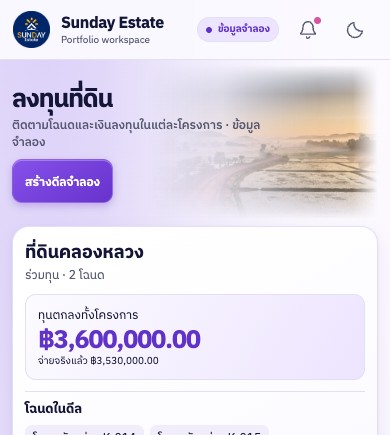 SUNDAY
Sunday Estate
Portfolio workspace
ข้อมูลจำลอง
ลงทุนที่ดิน
ติดตามโฉนดและเงินลงทุนในแต่ละโครงการ · ข้อมูล
จำลอง
สร้างดีลจำลอง
ที่ดินคลองหลวง
ร่วมทุน · 2 โฉนด
ทุนตกลงทั้งโครงการ
฿3,600,000.00
จ่ายจริงแล้ว ฿3,530,000.00
โฉนดในดีล